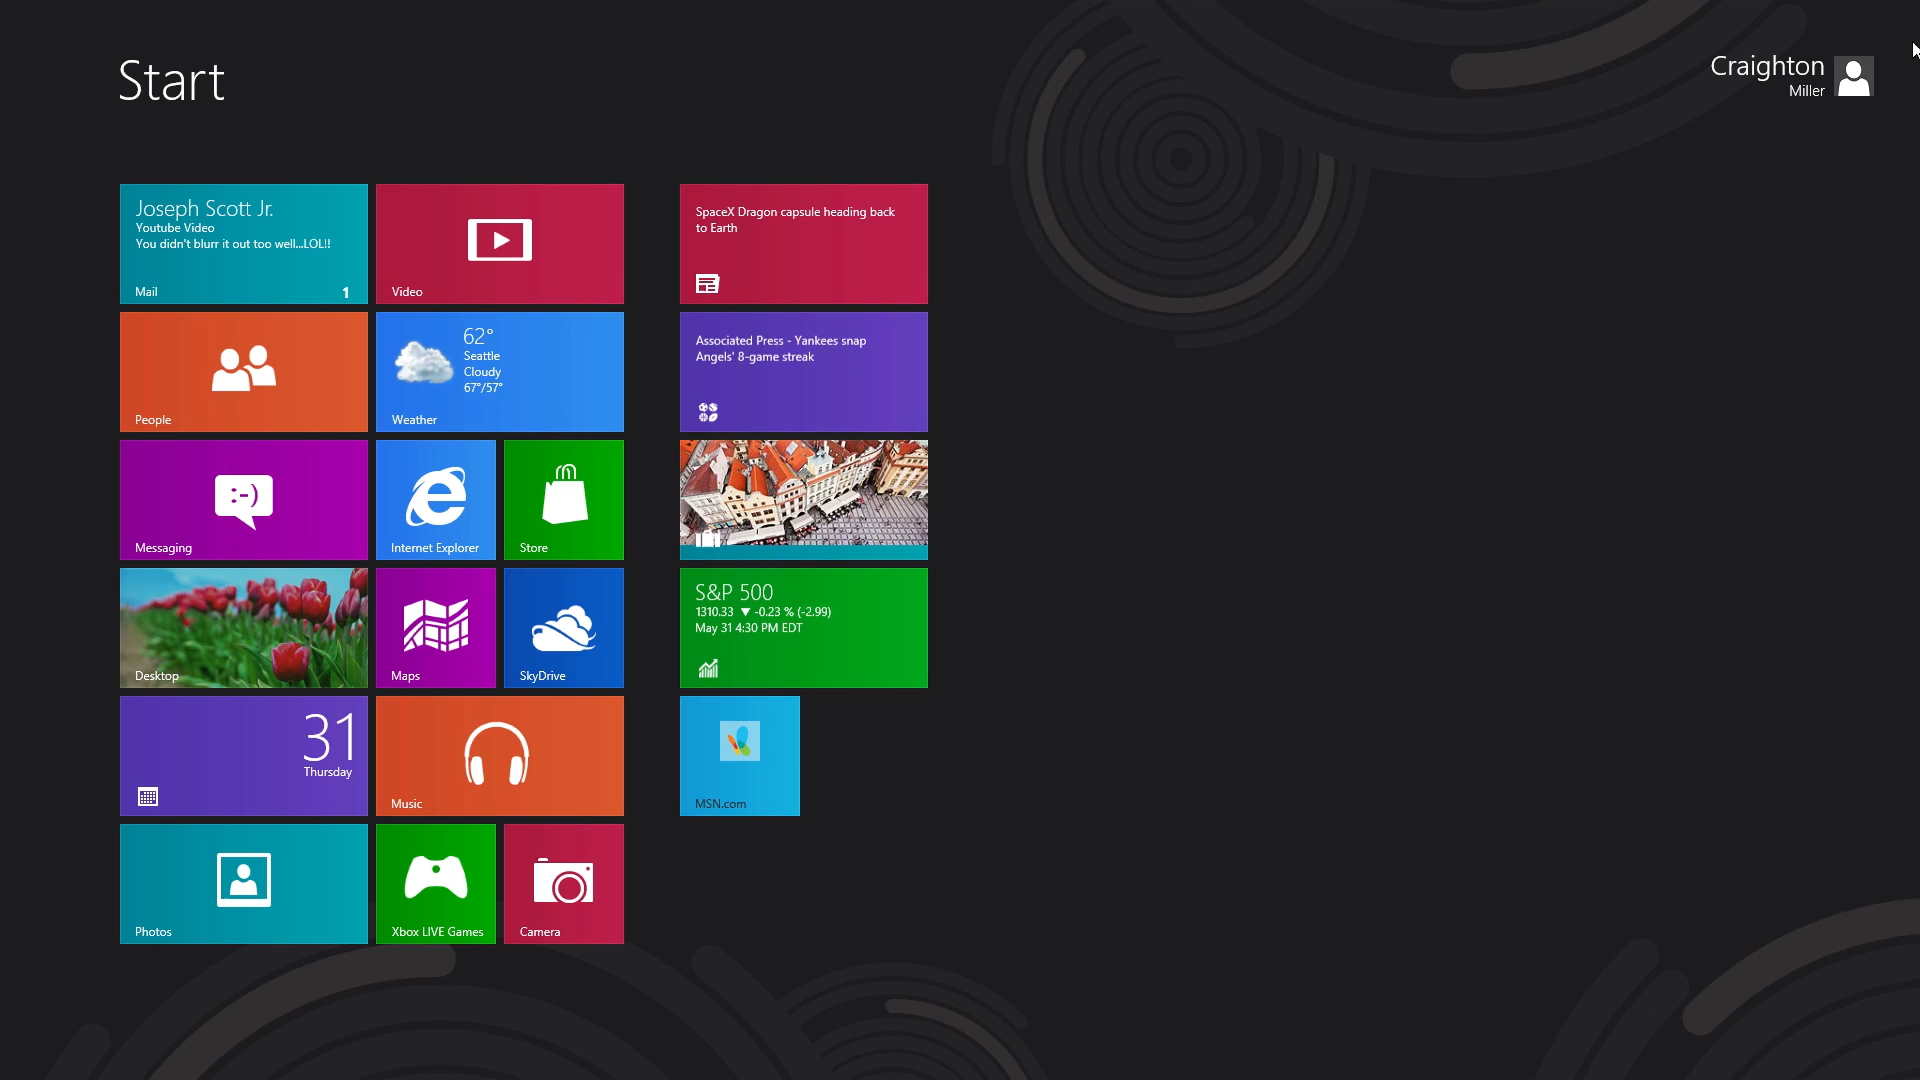 Start
Craighton
Miller
Joseph Scott Jr.
Youtube Video
You didn't blurr it out too well...LOL!!
Mail
1
Video
SpaceX Dragon capsule heading back
to Earth
People
62°
Seattle
Cloudy
67°/57°
Weather
Associated Press - Yankees snap
Angels' 8-game streak
Messaging
:-)
Internet Explorer
Store
Desktop
Maps
SkyDrive
S&P 500
1310.33 ▼ -0.23 % (-2.99)
May 31 4:30 PM EDT
31
Thursday
Music
MSN.com
Photos
Xbox LIVE Games
Camera